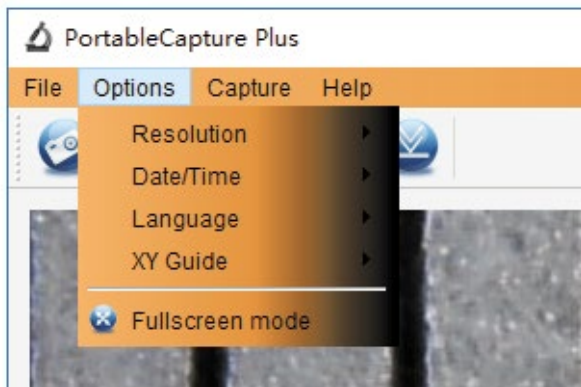 PortableCapture Plus
File Options Capture Help
Resolution
Date/Time
Language
XY Guide
Fullscreen mode